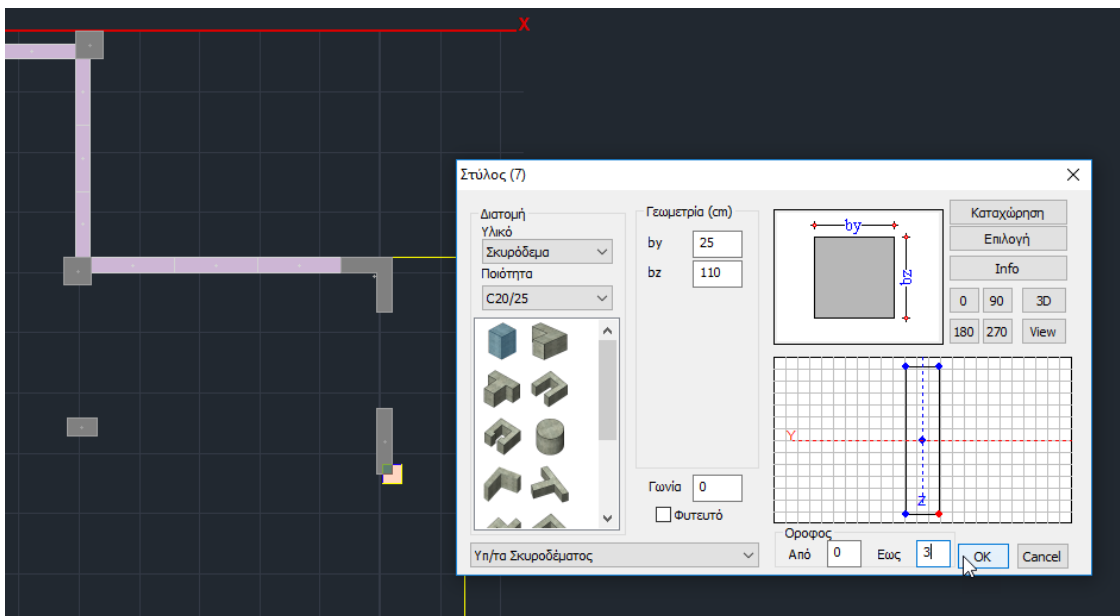 X
Στύλος (7)
Διατομή
Υλικό
Σκυρόδεμα
Ποιότητα
C20/25
Γεωμετρία (cm)
by 25
bz 110
Γωνία 0
Φυτευτό
by
bz
Καταχώρηση
Επιλογή
Info
0 90 3D
180 270 View
Y
Z
Υπ/τα Σκυροδέματος
Οροφος
Από 0 Εως 3
OK Cancel